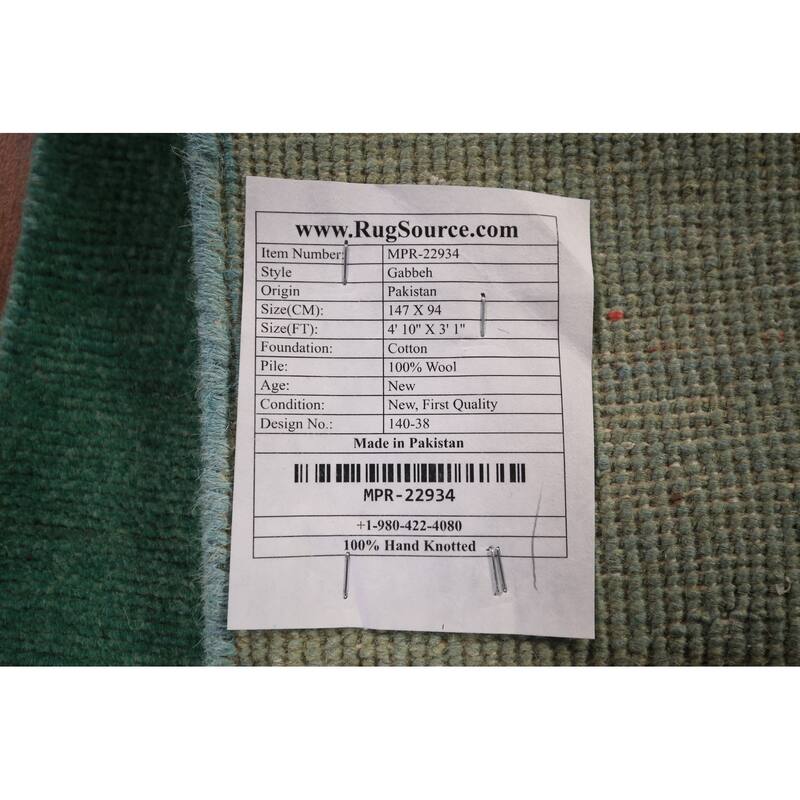 www.RugSource.com
Item Number: MPR-22934
Style Gabbeh
Origin Pakistan
Size(CM): 147 X 94
Size(FT): 4' 10" X 3' 1"
Foundation: Cotton
Pile: 100% Wool
Age: New
Condition: New, First Quality
Design No.: 140-38
Made in Pakistan
MPR-22934
+1-980-422-4080
100% Hand Knotted